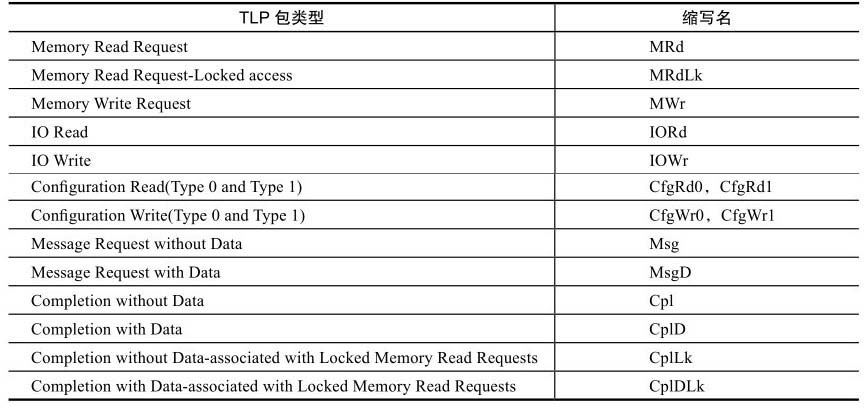 TLP 包类型 缩写名
Memory Read Request MRd
Memory Read Request-Locked access MRdLk
Memory Write Request MWr
IO Read IORd
IO Write IOWr
Configuration Read(Type 0 and Type 1) CfgRd0，CfgRd1
Configuration Write(Type 0 and Type 1) CfgWr0，CfgWr1
Message Request without Data Msg
Message Request with Data MsgD
Completion without Data Cpl
Completion with Data CplD
Completion without Data-associated with Locked Memory Read Requests CplLk
Completion with Data-associated with Locked Memory Read Requests CplDLk